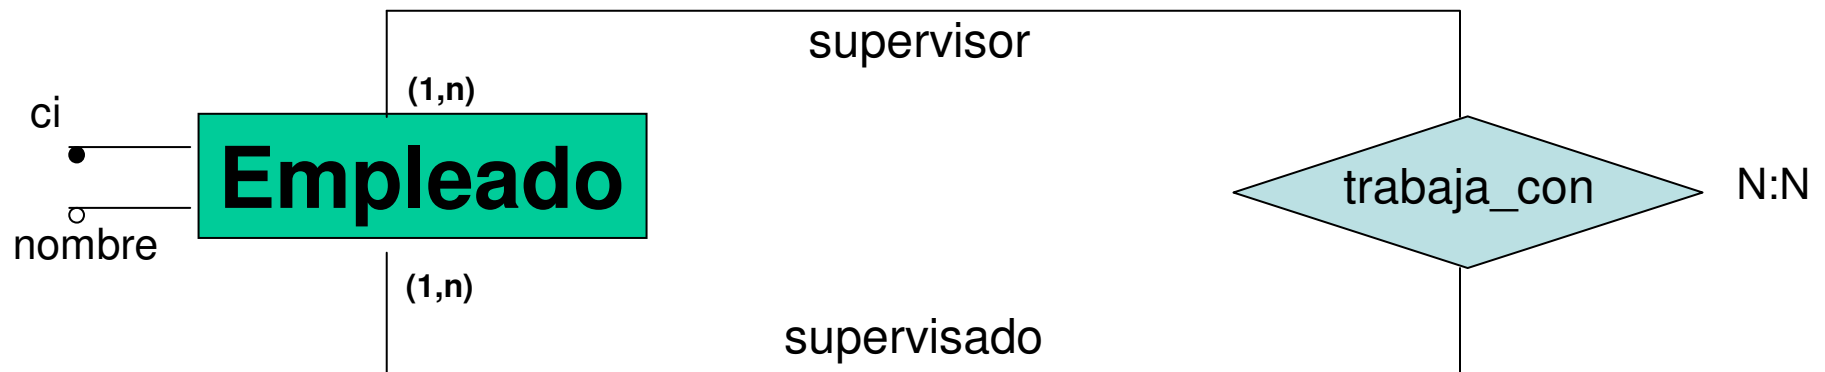 supervisor
(1,n)
ci
Empleado
trabaja_con
N:N
nombre
(1,n)
supervisado